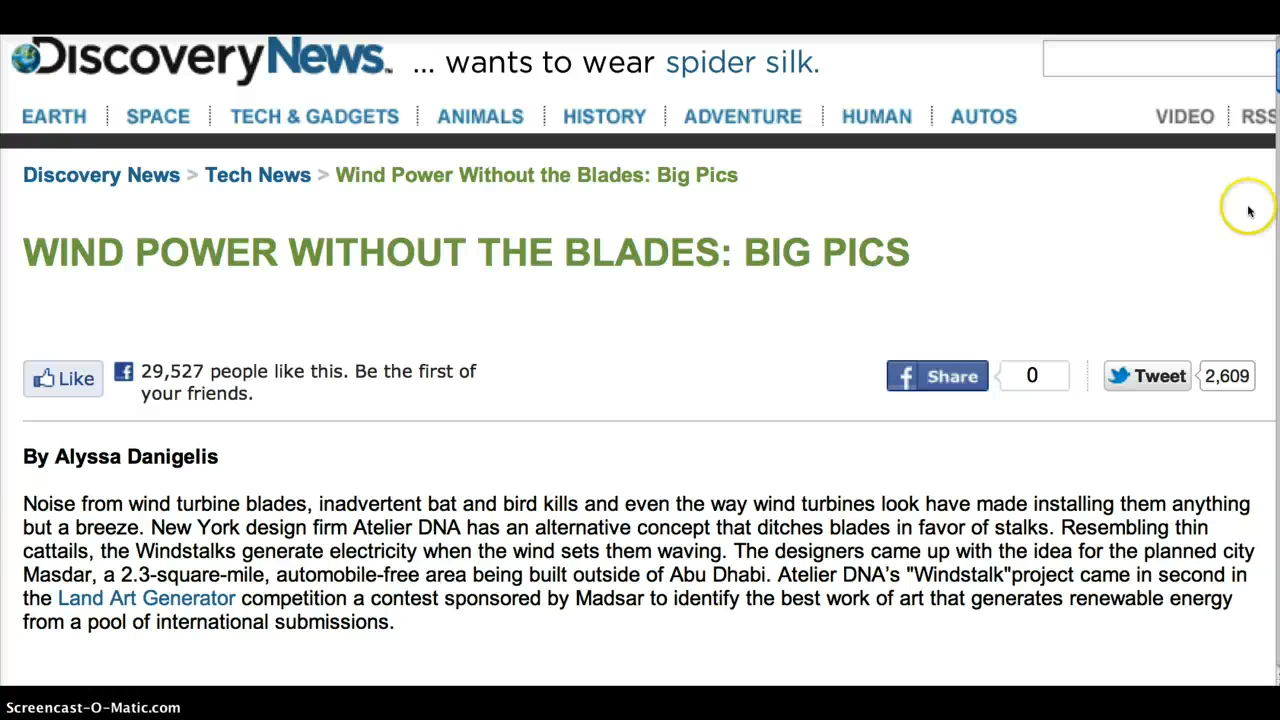 DiscoveryNews™ ... wants to wear spider silk.
EARTH SPACE TECH & GADGETS ANIMALS HISTORY ADVENTURE HUMAN AUTOS VIDEO RSS
Discovery News > Tech News > Wind Power Without the Blades: Big Pics
WIND POWER WITHOUT THE BLADES: BIG PICS
Like 29,527 people like this. Be the first of
your friends.
Share 0 Tweet 2,609
By Alyssa Danigelis
Noise from wind turbine blades, inadvertent bat and bird kills and even the way wind turbines look have made installing them anything
but a breeze. New York design firm Atelier DNA has an alternative concept that ditches blades in favor of stalks. Resembling thin
cattails, the Windstalks generate electricity when the wind sets them waving. The designers came up with the idea for the planned city
Masdar, a 2.3-square-mile, automobile-free area being built outside of Abu Dhabi. Atelier DNA's "Windstalk"project came in second in
the Land Art Generator competition a contest sponsored by Madsar to identify the best work of art that generates renewable energy
from a pool of international submissions.
Screencast-O-Matic.com